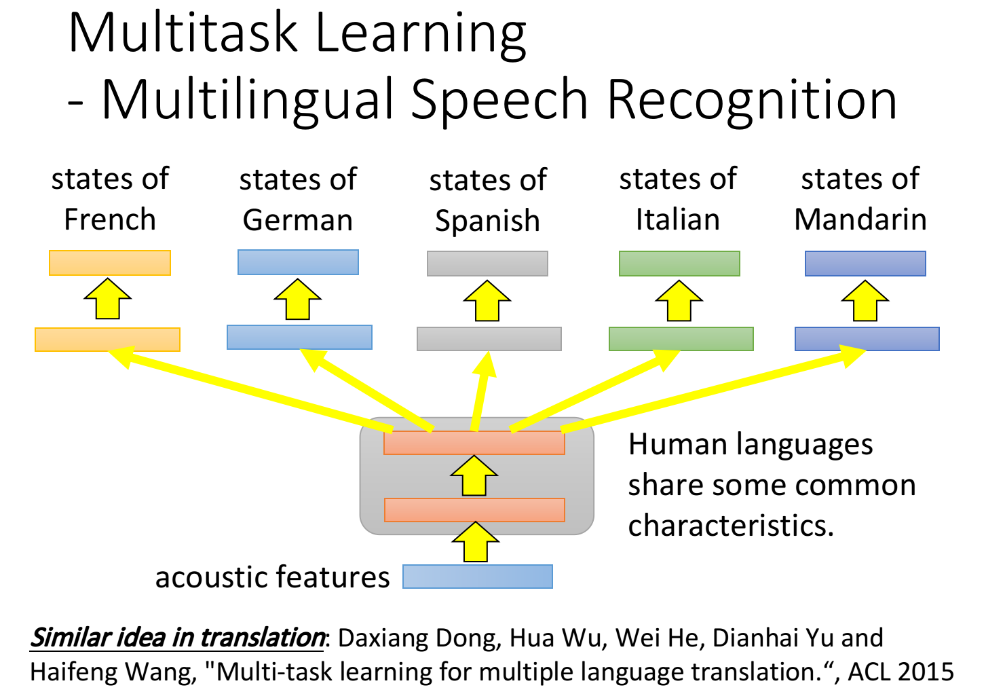 Multitask Learning
- Multilingual Speech Recognition
states of
French
states of
German
states of
Spanish
states of
Italian
states of
Mandarin
Human languages
share some common
characteristics.
acoustic features
Similar idea in translation: Daxiang Dong, Hua Wu, Wei He, Dianhai Yu and
Haifeng Wang, "Multi-task learning for multiple language translation.“, ACL 2015